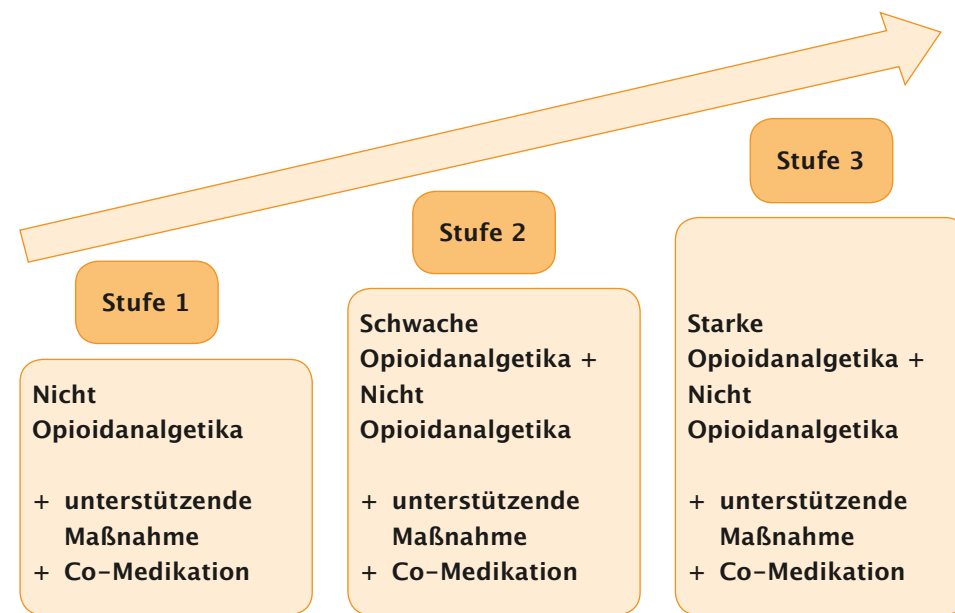 Stufe 1
Nicht
Opioidanalgetika
+ unterstützende
Maßnahme
+ Co-Medikation
Stufe 2
Schwache
Opioidanalgetika +
Nicht
Opioidanalgetika
+ unterstützende
Maßnahme
+ Co-Medikation
Stufe 3
Starke
Opioidanalgetika +
Nicht
Opioidanalgetika
+ unterstützende
Maßnahme
+ Co-Medikation